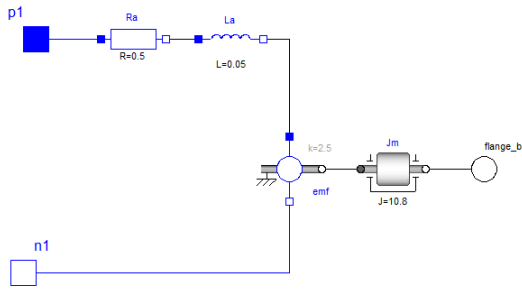 p1
Ra
R=0.5
La
L=0.05
k=2.5
emf
Jm
J=10.8
flange_b
n1